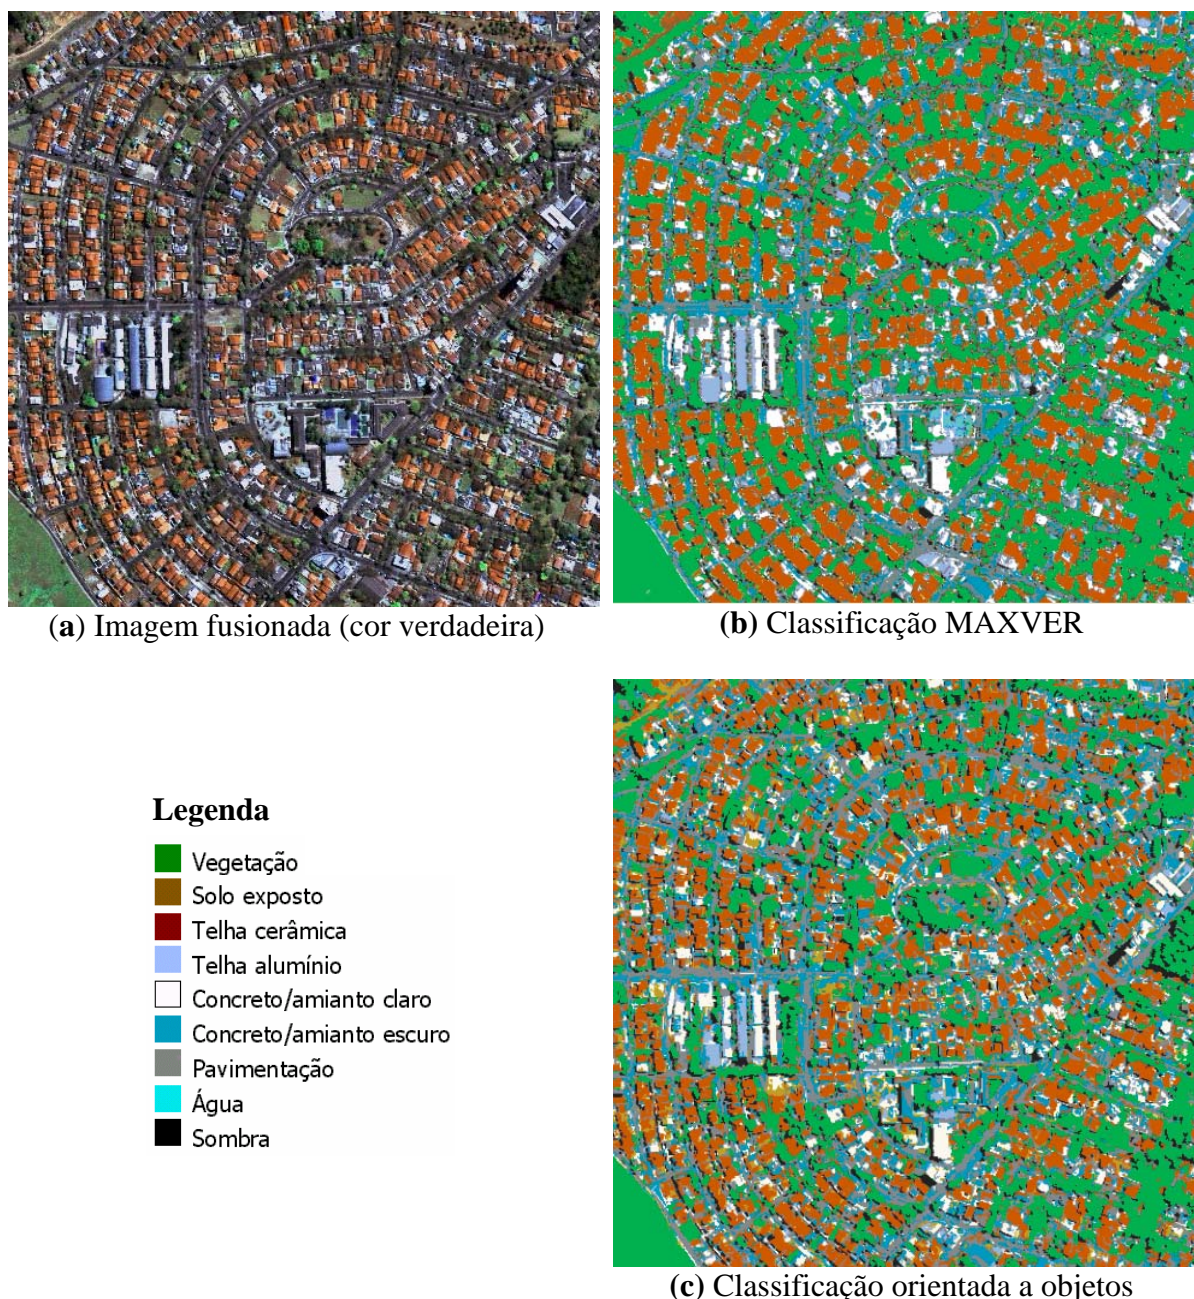 (a) Imagem fusionada (cor verdadeira)
(b) Classificação MAXVER
Legenda
Vegetação
Solo exposto
Telha cerâmica
Telha alumínio
Concreto/amianto claro
Concreto/amianto escuro
Pavimentação
Água
Sombra
(c) Classificação orientada a objetos